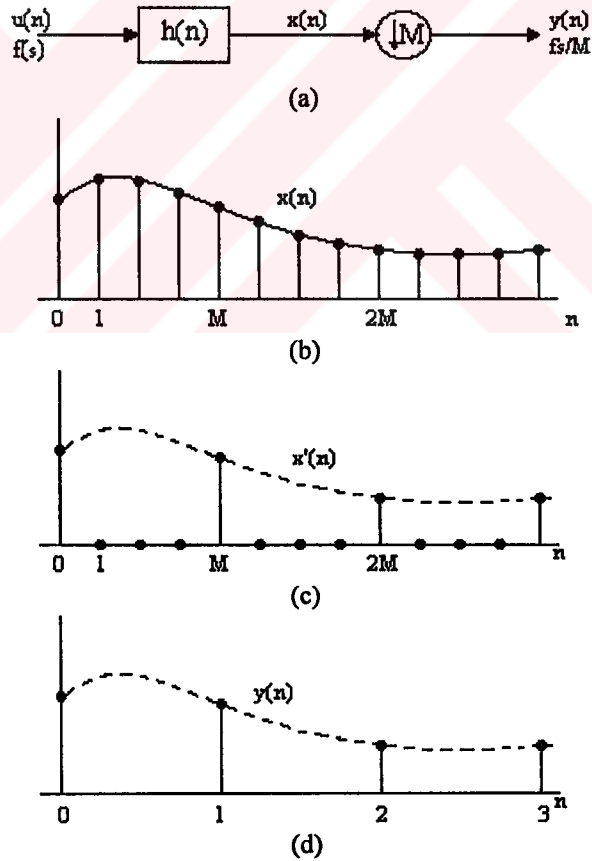 u(n) h(n) x(n) ↓M y(n)
f(s) fs/M
(a)
x(n)
0 1 M 2M n
(b)
x'(n)
0 1 M 2M n
(c)
y(n)
0 1 2 3 n
(d)